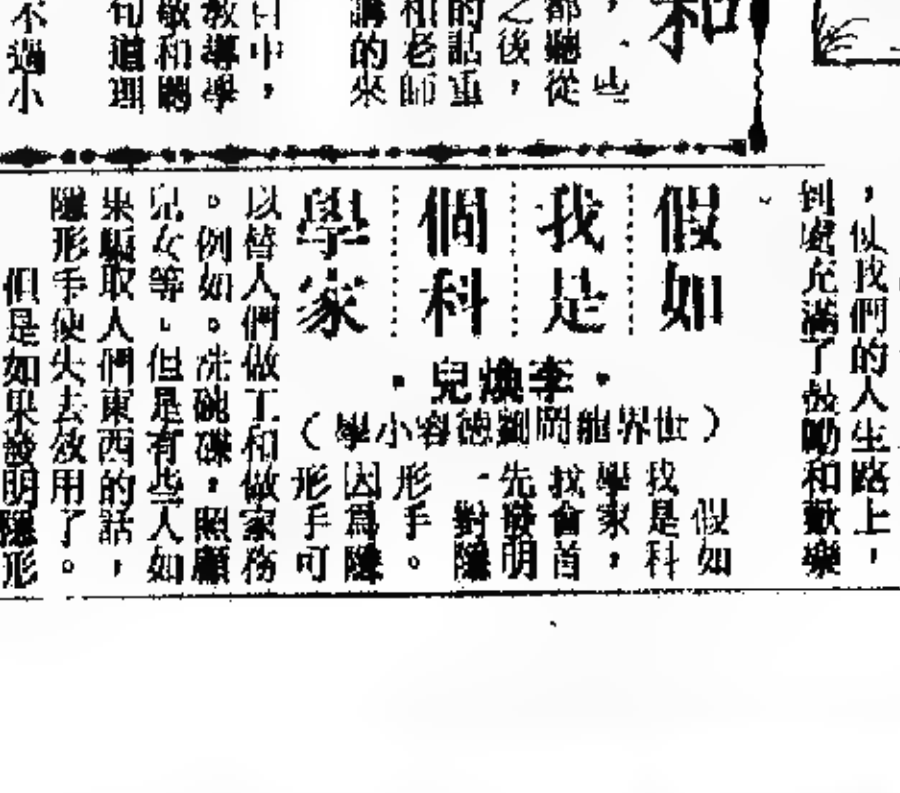 ，使我們的人生路上，
到處充滿了鼓勵和歡樂
和
都聽從
之後，
的話重
和老師
講的來
日中，
教導學
敬和聽
句道理
不過小
假如
我是
個科
學家
·李煥兒·
（世界龍岡劉德容小學）
假如
我是科
學家，
我會首
先發明
一對隱
形手。
因為隱
形手可
以替人們做工和做家務
。例如。洗碗碟，照顧
兒女等。但是有些人如
果騙取人們東西的話，
隱形手便失去效用了。
但是如果發明隱形